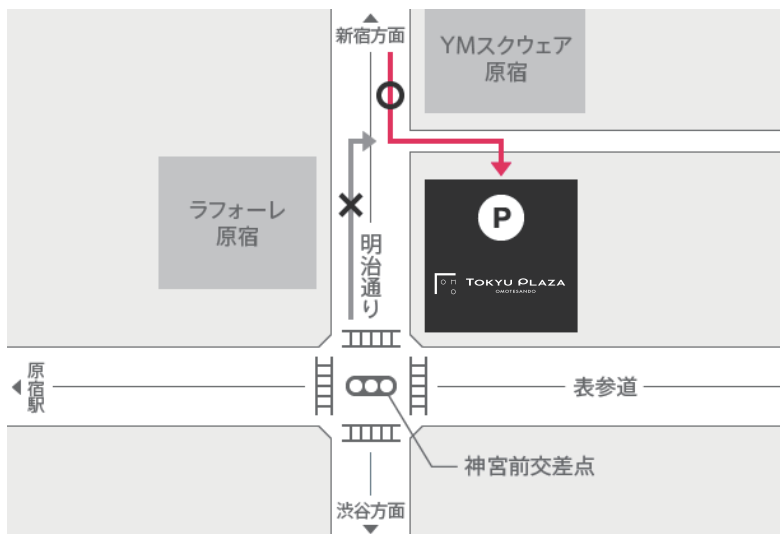 新宿方面
YMスクウェア
原宿
ラフォーレ
原宿
P
明治通り
TOKYU PLAZA
OMOTESANDO
原宿駅
表参道
神宮前交差点
渋谷方面